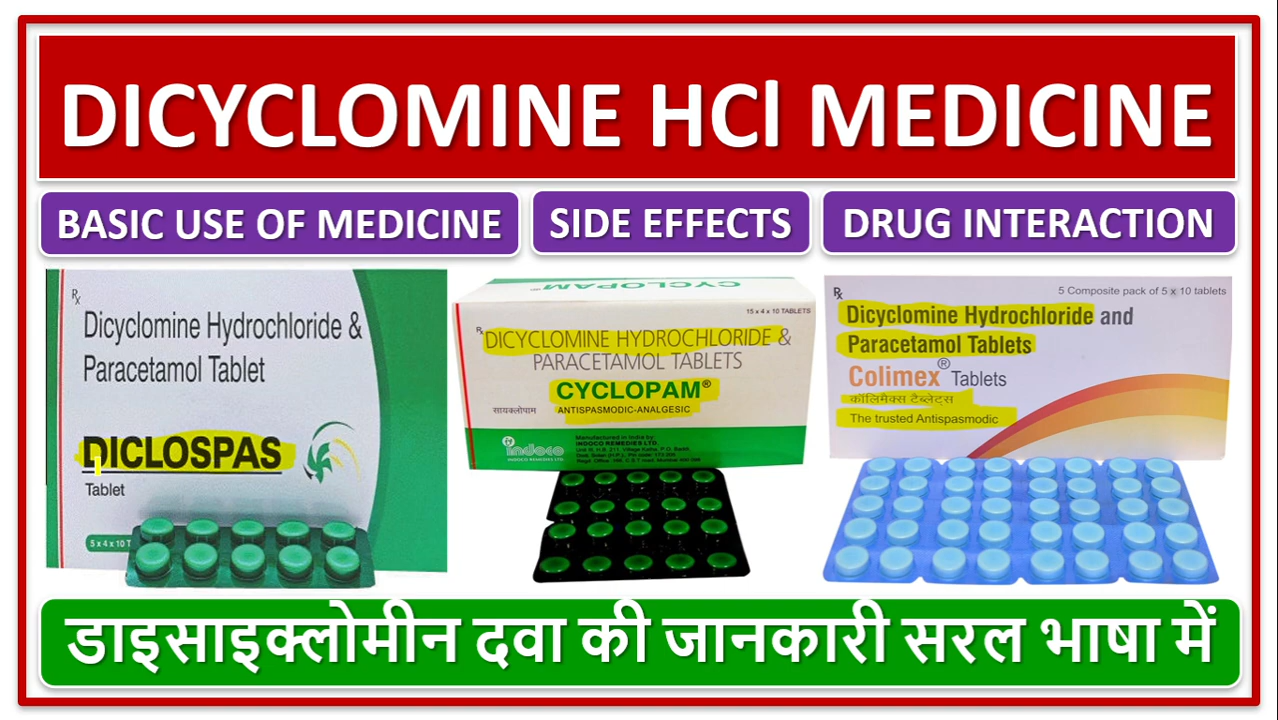 DICYCLOMINE HCl MEDICINE
BASIC USE OF MEDICINE
SIDE EFFECTS
DRUG INTERACTION
Rx
Dicyclomine Hydrochloride &
Paracetamol Tablet
DICLOSPAS
Tablet
5 x 4 x 10 T
CYCLOPAM
15 x 4 x 10 TABLETS
Rx
DICYCLOMINE HYDROCHLORIDE &
PARACETAMOL TABLETS
CYCLOPAM®
सायक्लोपाम
ANTISPASMODIC-ANALGESIC
indoco
INDOCO REMEDIES LTD.
Manufactured in India by
INDOCO REMEDIES LTD.
Rx
5 Composite pack of 5 x 10 tablets
Dicyclomine Hydrochloride and
Paracetamol Tablets
Colimex® Tablets
कॉलिमैक्स टैब्लेट्स
The trusted Antispasmodic
डाइसाइक्लोमीन दवा की जानकारी सरल भाषा में